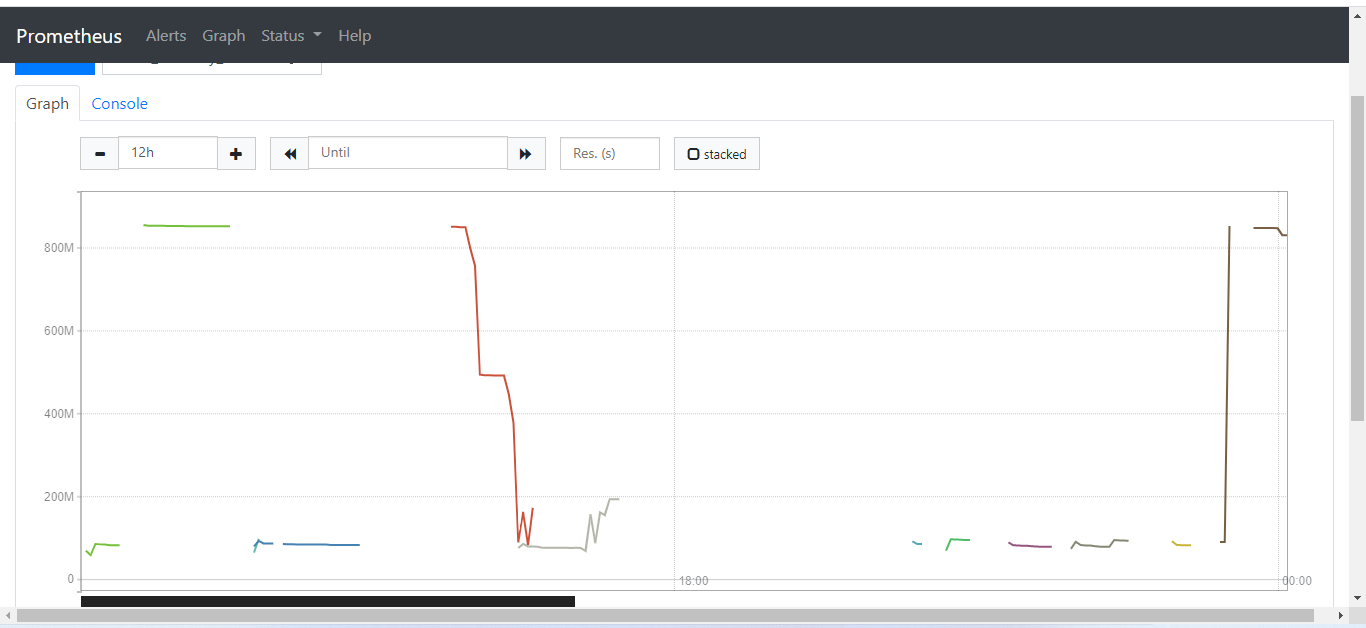 Prometheus Alerts Graph Status Help
Graph Console
12h Until Res. (s) stacked
800M
600M
400M
200M
0
18:00 00:00